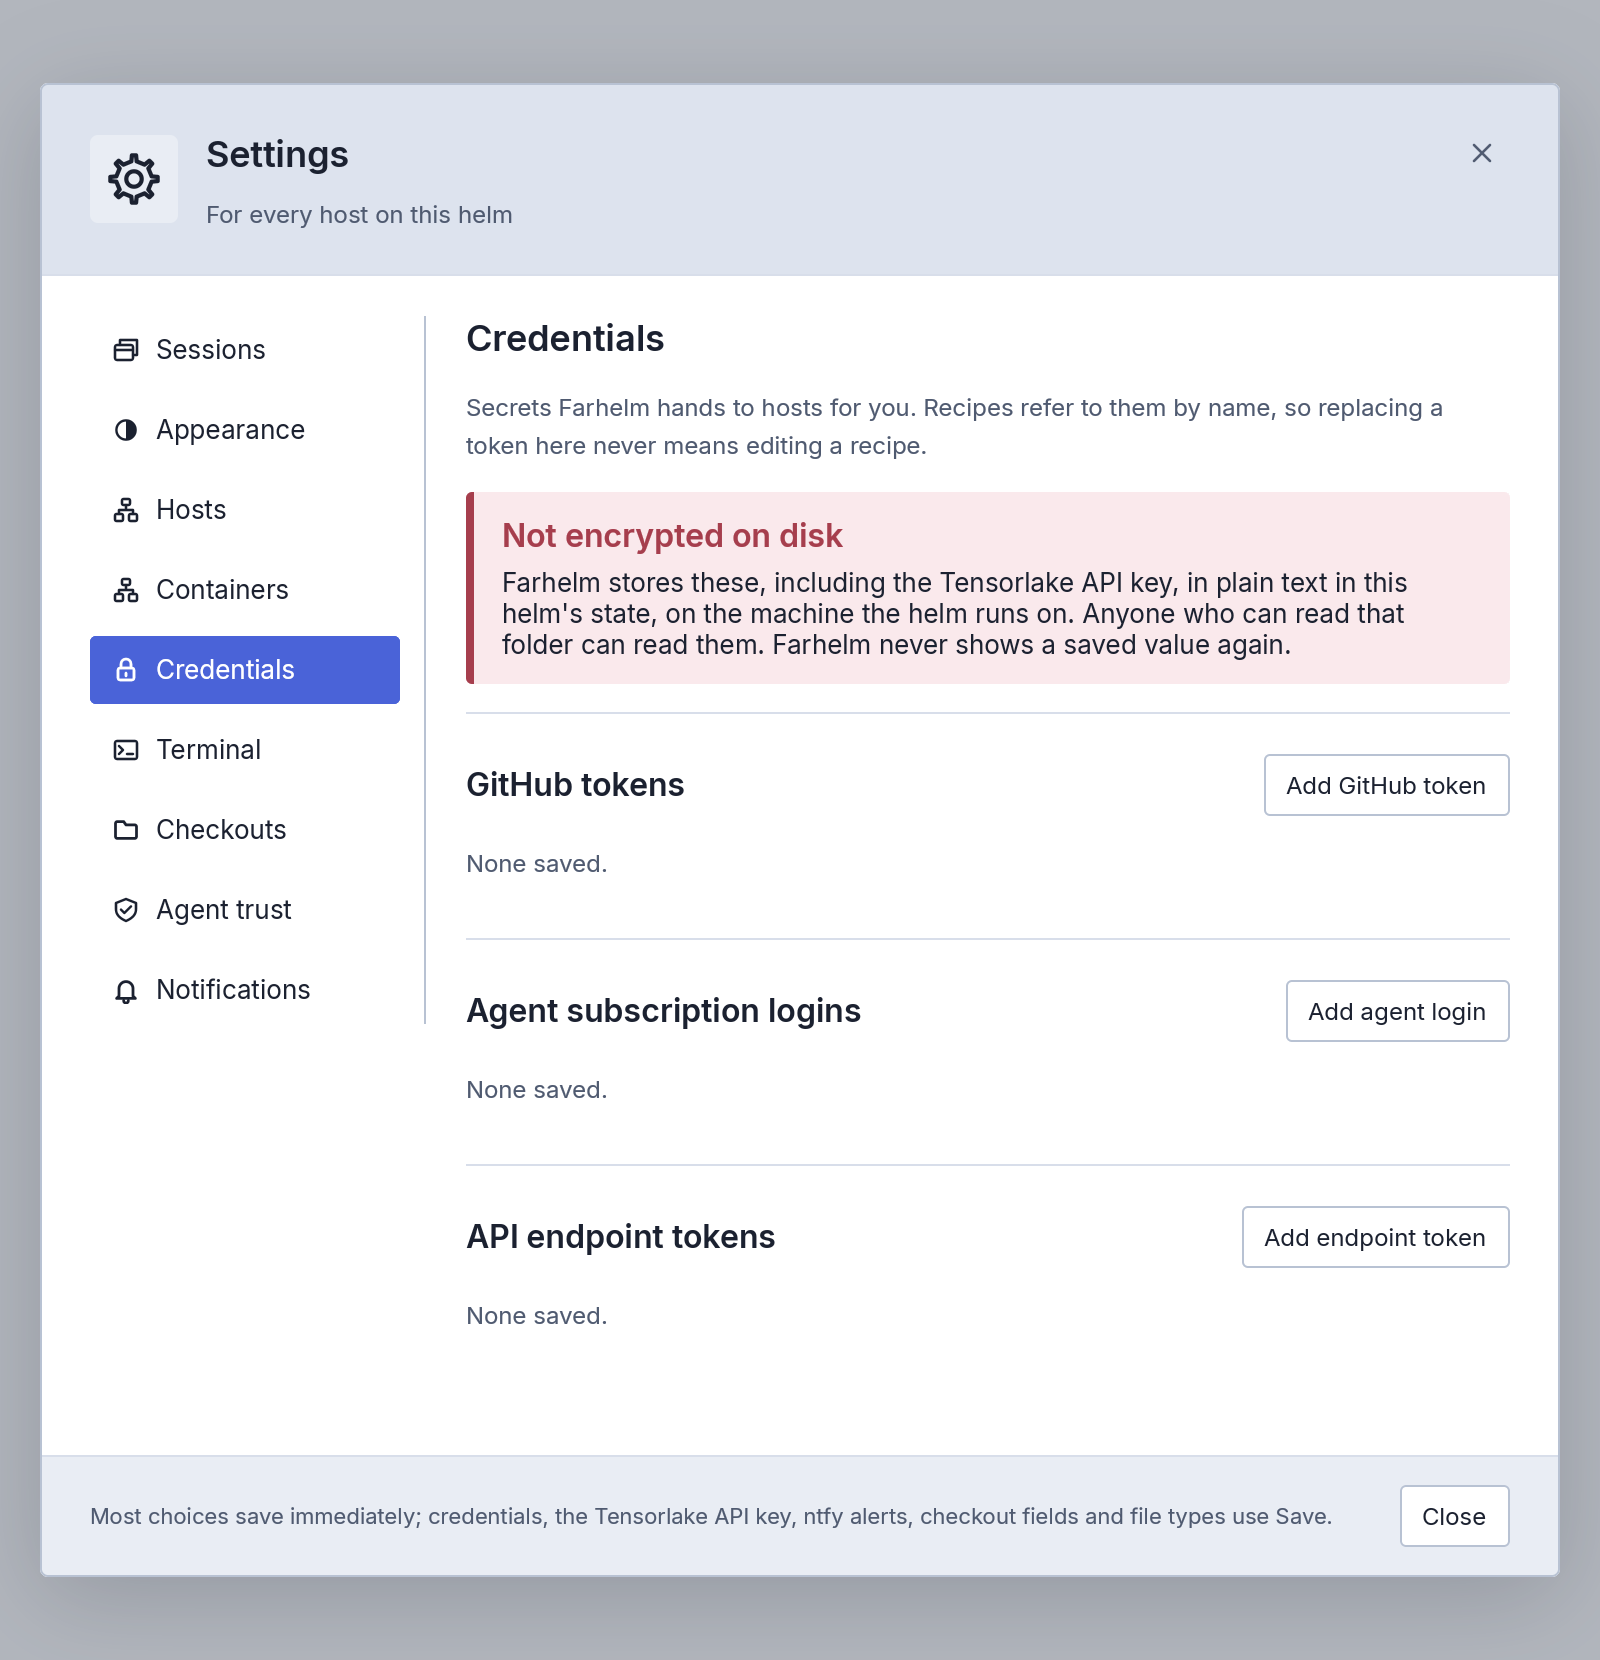 Settings
For every host on this helm
Sessions
Appearance
Hosts
Containers
Credentials
Terminal
Checkouts
Agent trust
Notifications
Credentials
Secrets Farhelm hands to hosts for you. Recipes refer to them by name, so replacing a
token here never means editing a recipe.
Not encrypted on disk
Farhelm stores these, including the Tensorlake API key, in plain text in this
helm's state, on the machine the helm runs on. Anyone who can read that
folder can read them. Farhelm never shows a saved value again.
GitHub tokens
Add GitHub token
None saved.
Agent subscription logins
Add agent login
None saved.
API endpoint tokens
Add endpoint token
None saved.
Most choices save immediately; credentials, the Tensorlake API key, ntfy alerts, checkout fields and file types use Save.
Close